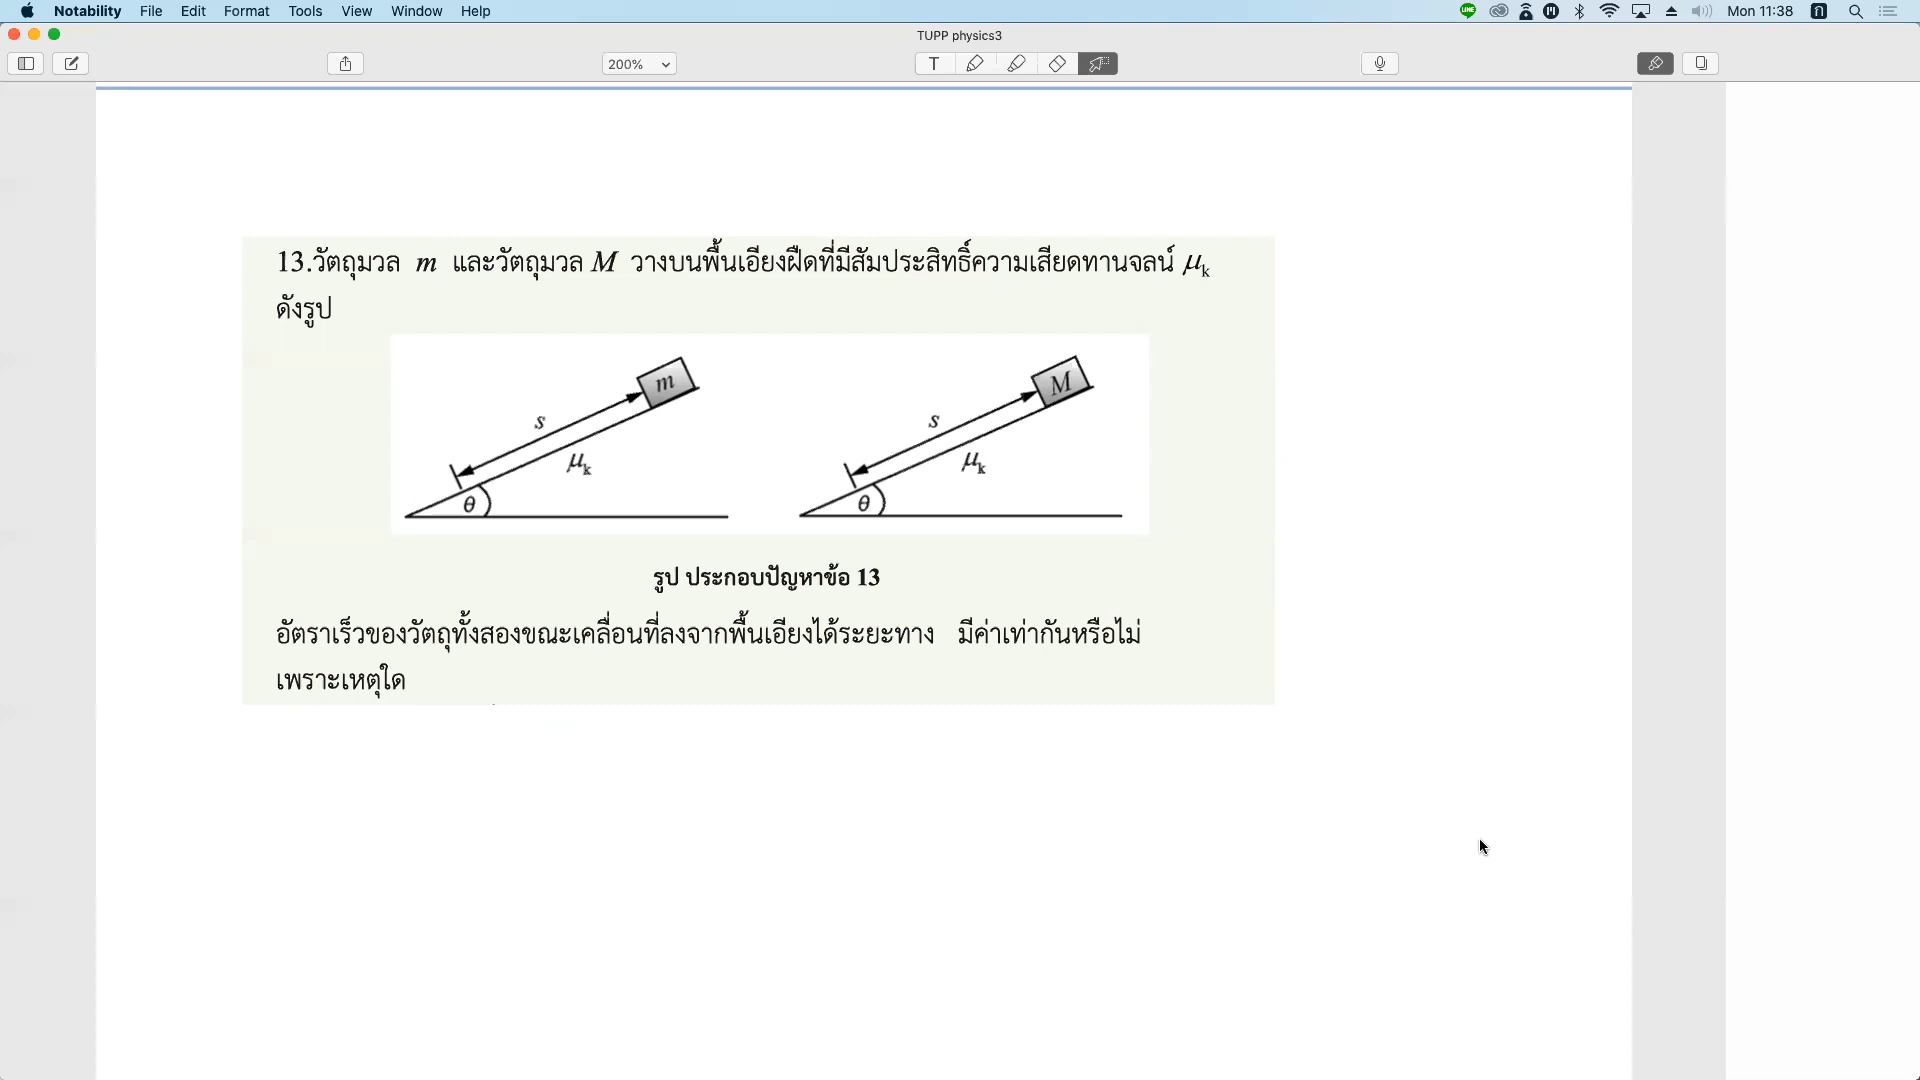 Notability File Edit Format Tools View Window Help
Mon 11:38
TUPP physics3
200%
13.วัตถุมวล m และวัตถุมวล M วางบนพื้นเอียงฝืดที่มีสัมประสิทธิ์ความเสียดทานจลน์ μk
ดังรูป
m
M
s
s
μk
μk
θ
θ
รูป ประกอบปัญหาข้อ 13
อัตราเร็วของวัตถุทั้งสองขณะเคลื่อนที่ลงจากพื้นเอียงได้ระยะทาง มีค่าเท่ากันหรือไม่
เพราะเหตุใด